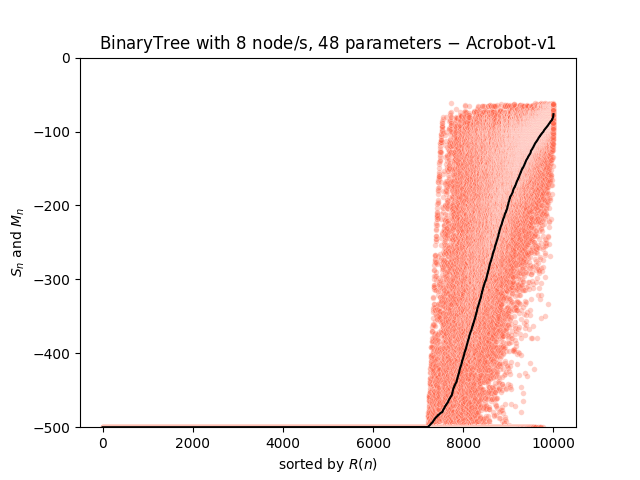 BinaryTree with 8 node/s, 48 parameters − Acrobot-v1
0
−100
−200
−300
−400
−500
S_n and M_n
0 2000 4000 6000 8000 10000
sorted by R(n)